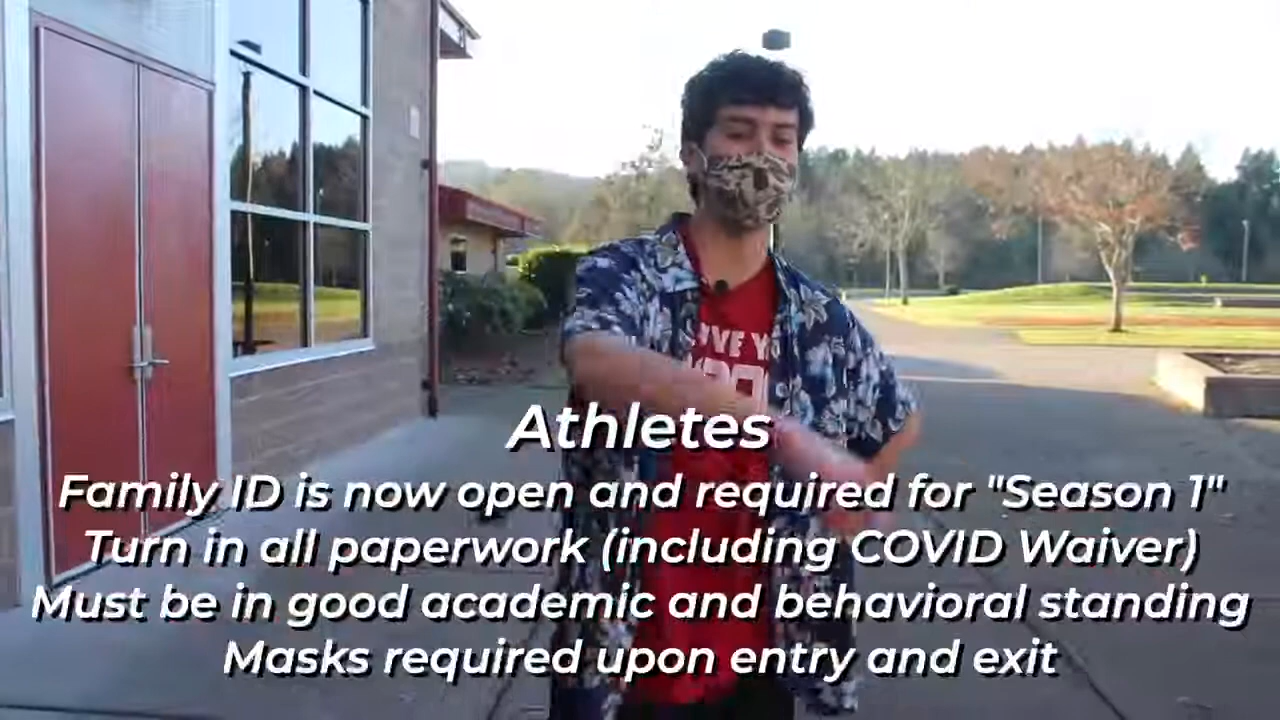 Athletes
Family ID is now open and required for "Season 1"
Turn in all paperwork (including COVID Waiver)
Must be in good academic and behavioral standing
Masks required upon entry and exit